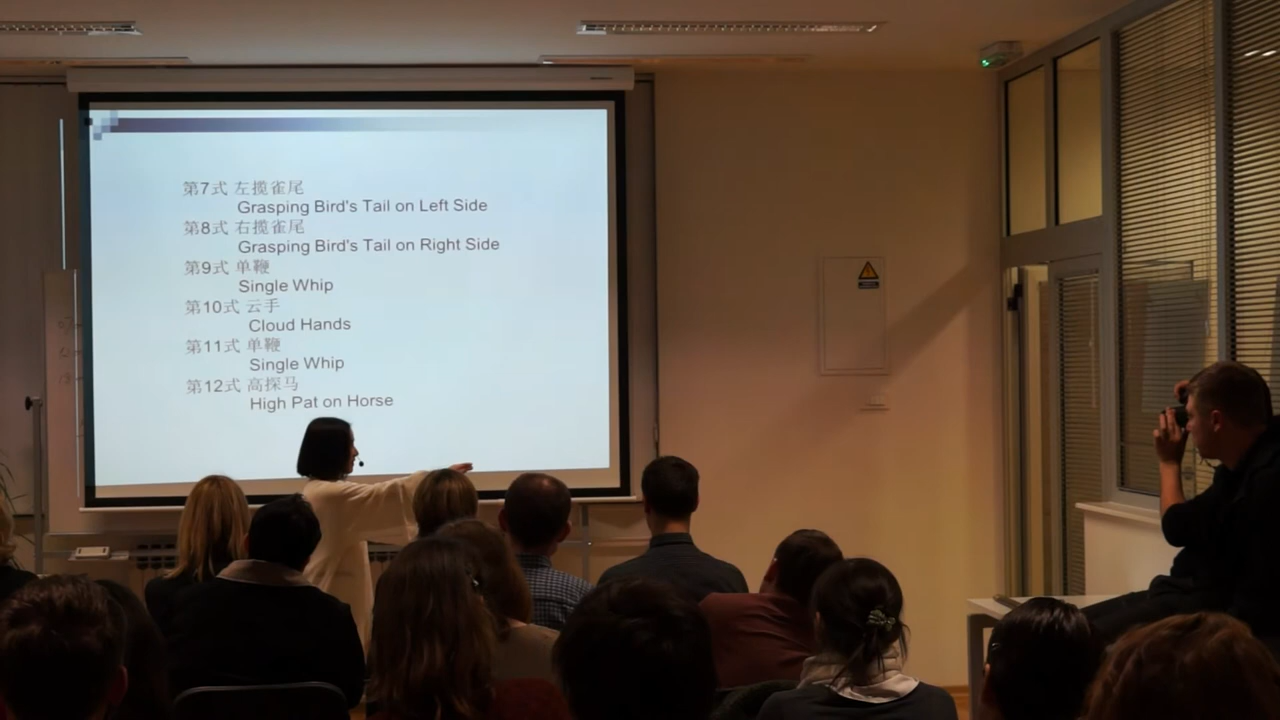 第7式 左揽雀尾
Grasping Bird's Tail on Left Side
第8式 右揽雀尾
Grasping Bird's Tail on Right Side
第9式 单鞭
Single Whip
第10式 云手
Cloud Hands
第11式 单鞭
Single Whip
第12式 高探马
High Pat on Horse